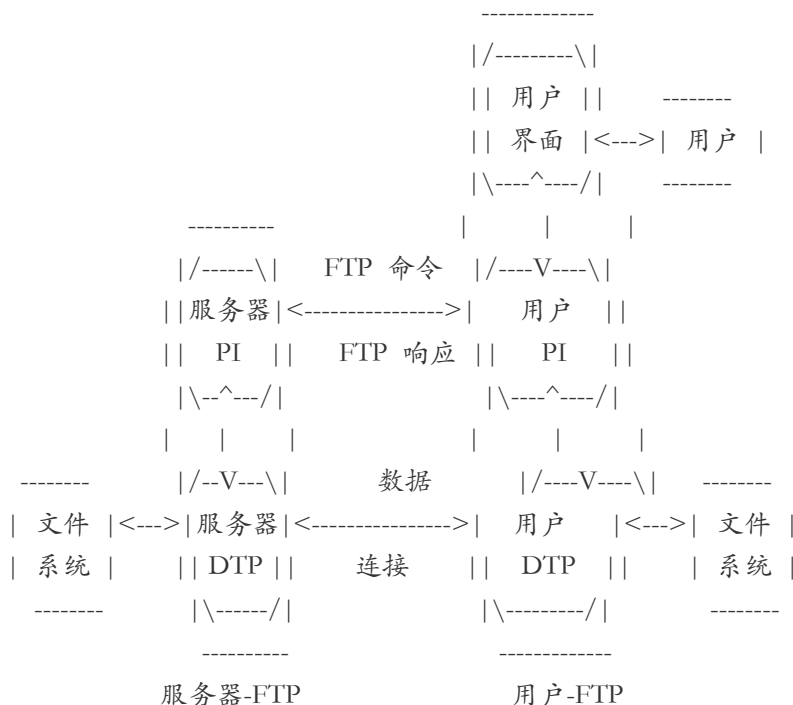 -------------
|/---------\|
|| 用户 || --------
|| 界面 |<--->| 用户 |
|\----^----/| --------
---------- | | |
|/------\| FTP 命令 |/----V----\|
||服务器|<---------------->| 用户 ||
|| PI || FTP 响应 || PI ||
|\--^---/| |\----^----/|
| | | | | |
-------- |/--V---\| 数据 |/----V----\| --------
| 文件 |<--->|服务器|<---------------->| 用户 |<--->| 文件 |
| 系统 | || DTP || 连接 || DTP || | 系统 |
-------- |\------/| |\---------/| --------
---------- -------------
服务器-FTP 用户-FTP